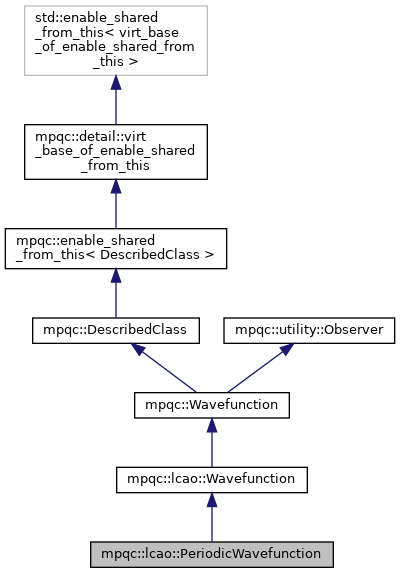 std::enable_shared
_from_this< virt_base
_of_enable_shared_from
_this >
mpqc::detail::virt
_base_of_enable_shared
_from_this
mpqc::enable_shared
_from_this< DescribedClass >
mpqc::DescribedClass
mpqc::utility::Observer
mpqc::Wavefunction
mpqc::lcao::Wavefunction
mpqc::lcao::PeriodicWavefunction